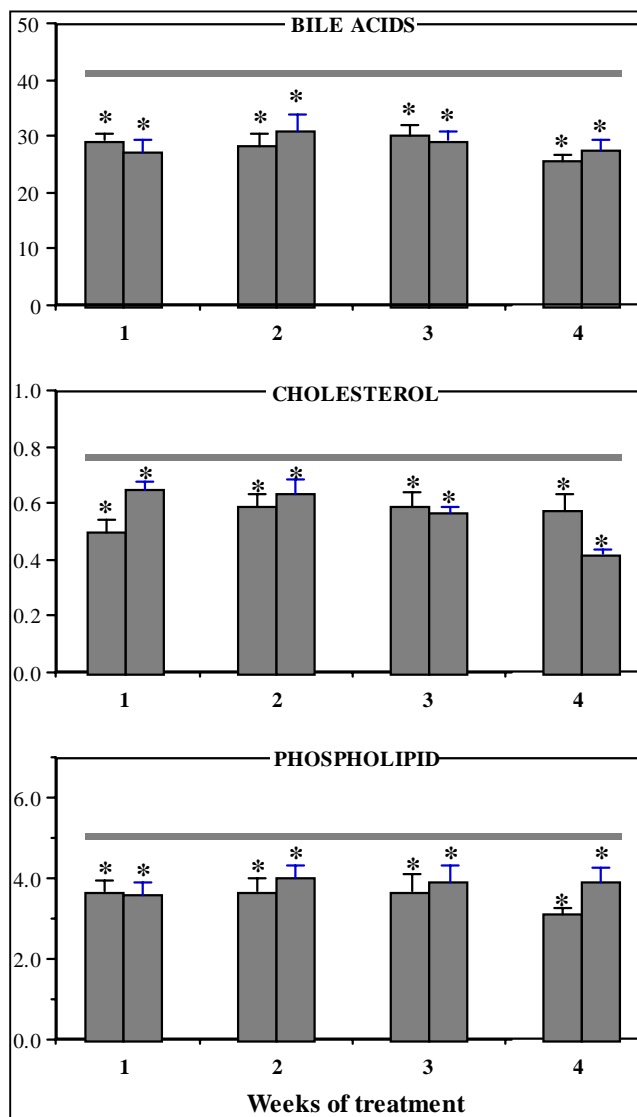 BILE ACIDS
50
40
30
20
10
0
* * * * * * * *
1 2 3 4
CHOLESTEROL
1.0
0.8
0.6
0.4
0.2
0.0
* * * * * * * *
1 2 3 4
PHOSPHOLIPID
6.0
4.0
2.0
0.0
* * * * * * * *
1 2 3 4
Weeks of treatment